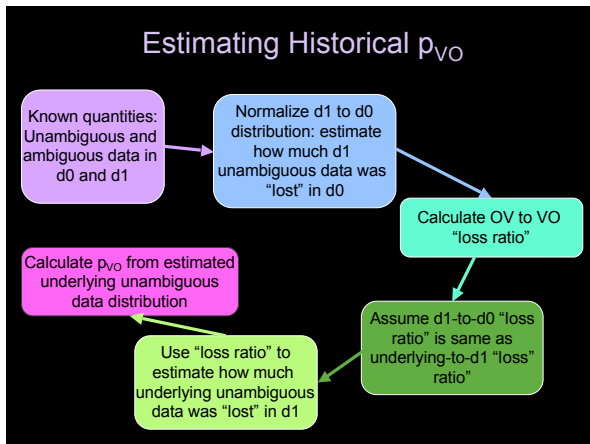 Estimating Historical pVO
Known quantities:
Unambiguous and
ambiguous data in
d0 and d1
Normalize d1 to d0
distribution: estimate
how much d1
unambiguous data was
“lost” in d0
Calculate OV to VO
“loss ratio”
Assume d1-to-d0 “loss
ratio” is same as
underlying-to-d1 “loss”
ratio”
Use “loss ratio” to
estimate how much
underlying unambiguous
data was “lost” in d1
Calculate pVO from estimated
underlying unambiguous
data distribution